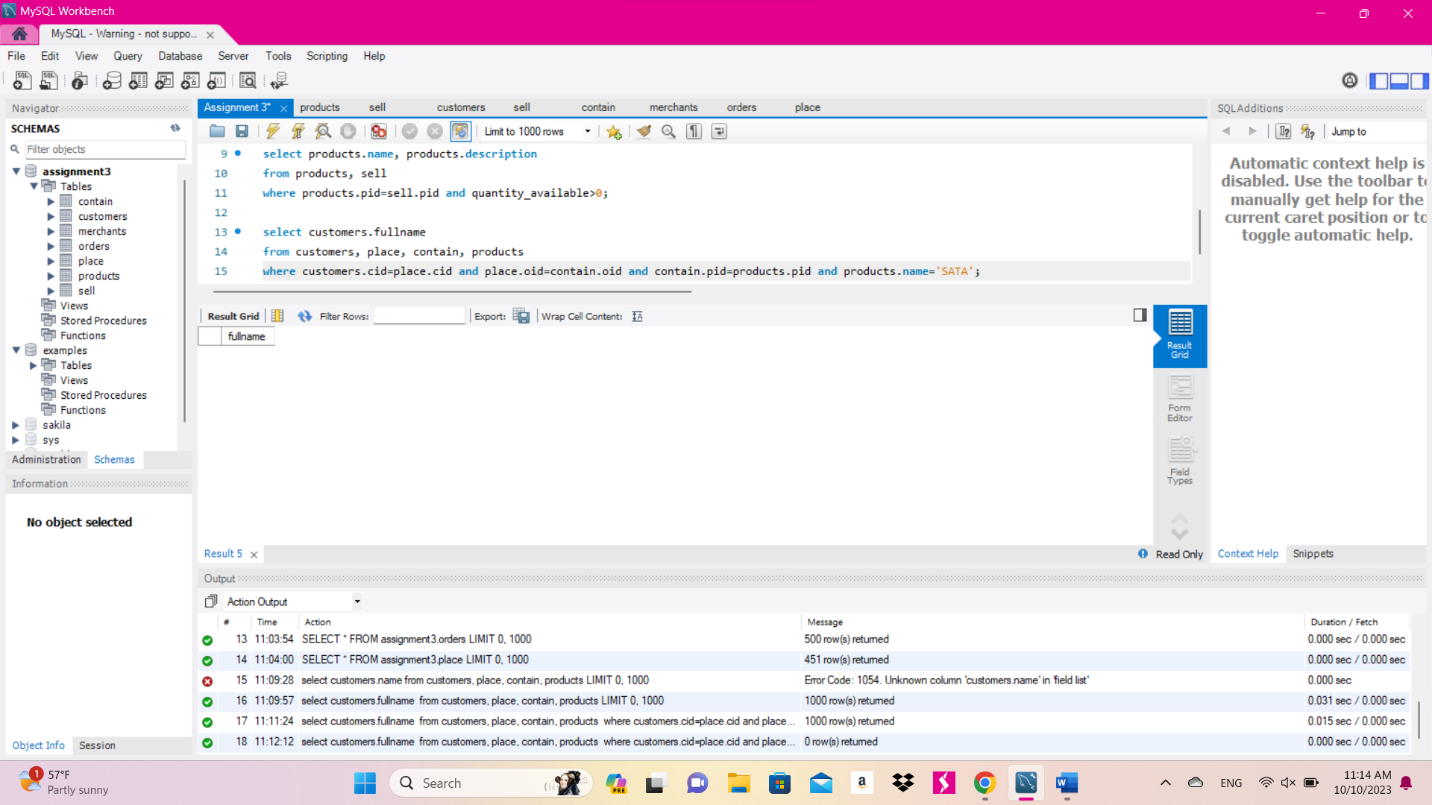 MySQL Workbench
MySQL - Warning - not suppo...
File Edit View Query Database Server Tools Scripting Help
Navigator
SCHEMAS
Filter objects
assignment3
Tables
contain
customers
merchants
orders
place
products
sell
Views
Stored Procedures
Functions
examples
Tables
Views
Stored Procedures
Functions
sakila
sys
Administration Schemas
Information
No object selected
Object Info Session
Assignment 3* products sell customers sell contain merchants orders place
Limit to 1000 rows
9 select products.name, products.description
10 from products, sell
11 where products.pid=sell.pid and quantity_available>0;
12
13 select customers.fullname
14 from customers, place, contain, products
15 where customers.cid=place.cid and place.oid=contain.oid and contain.pid=products.pid and products.name='SATA';
Result Grid Filter Rows: Export: Wrap Cell Content:
fullname
Result Grid
Form Editor
Field Types
Result 5
Read Only
SQLAdditions
Jump to
Automatic context help is
disabled. Use the toolbar to
manually get help for the
current caret position or to
toggle automatic help.
Context Help Snippets
Output
Action Output
# Time Action Message Duration / Fetch
13 11:03:54 SELECT * FROM assignment3.orders LIMIT 0, 1000 500 row(s) returned 0.000 sec / 0.000 sec
14 11:04:00 SELECT * FROM assignment3.place LIMIT 0, 1000 451 row(s) returned 0.000 sec / 0.000 sec
15 11:09:28 select customers.name from customers, place, contain, products LIMIT 0, 1000 Error Code: 1054. Unknown column 'customers.name' in 'field list' 0.000 sec
16 11:09:57 select customers.fullname from customers, place, contain, products LIMIT 0, 1000 1000 row(s) returned 0.031 sec / 0.000 sec
17 11:11:24 select customers.fullname from customers, place, contain, products where customers.cid=place.cid and place... 1000 row(s) returned 0.015 sec / 0.000 sec
18 11:12:12 select customers.fullname from customers, place, contain, products where customers.cid=place.cid and place... 0 row(s) returned 0.000 sec / 0.000 sec
1
57°F
Partly sunny
Search
PRE
ENG
11:14 AM
10/10/2023